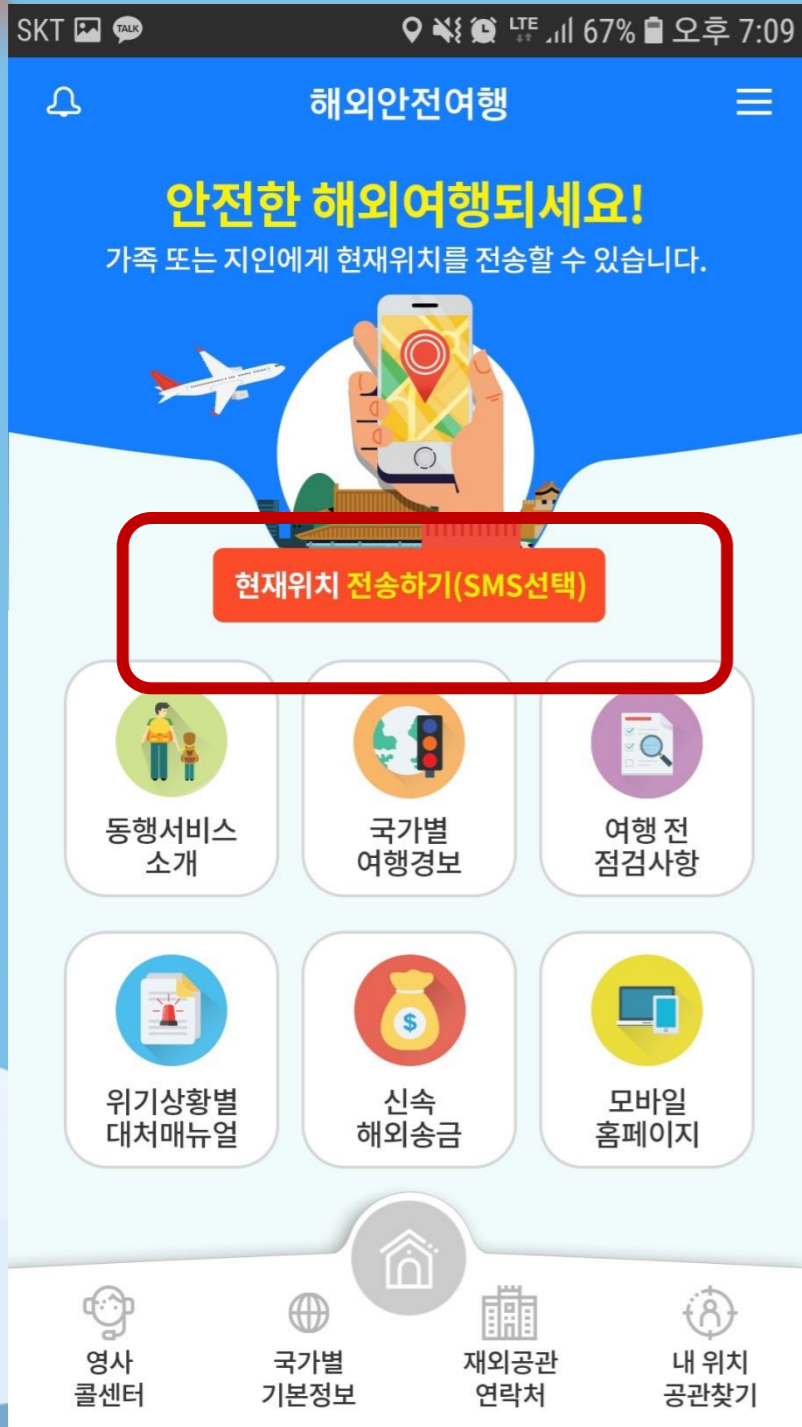 SKT TALK LTE 67% 오후 7:09
해외안전여행
안전한 해외여행되세요!
가족 또는 지인에게 현재위치를 전송할 수 있습니다.
현재위치 전송하기(SMS선택)
동행서비스
소개
국가별
여행경보
여행 전
점검사항
위기상황별
대처매뉴얼
$
신속
해외송금
모바일
홈페이지
영사
콜센터
국가별
기본정보
재외공관
연락처
내 위치
공관찾기